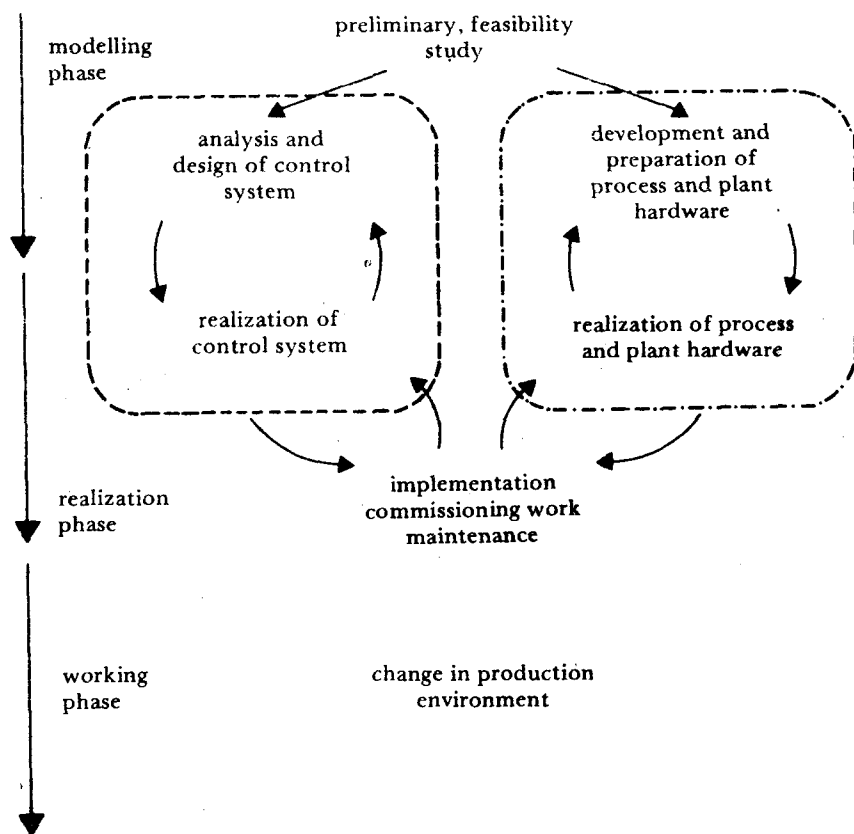 preliminary, feasibility
study
modelling
phase
analysis and
design of control
system
development and
preparation of
process and plant
hardware
realization of
control system
realization of process
and plant hardware
implementation
commissioning work
maintenance
realization
phase
working
phase
change in production
environment